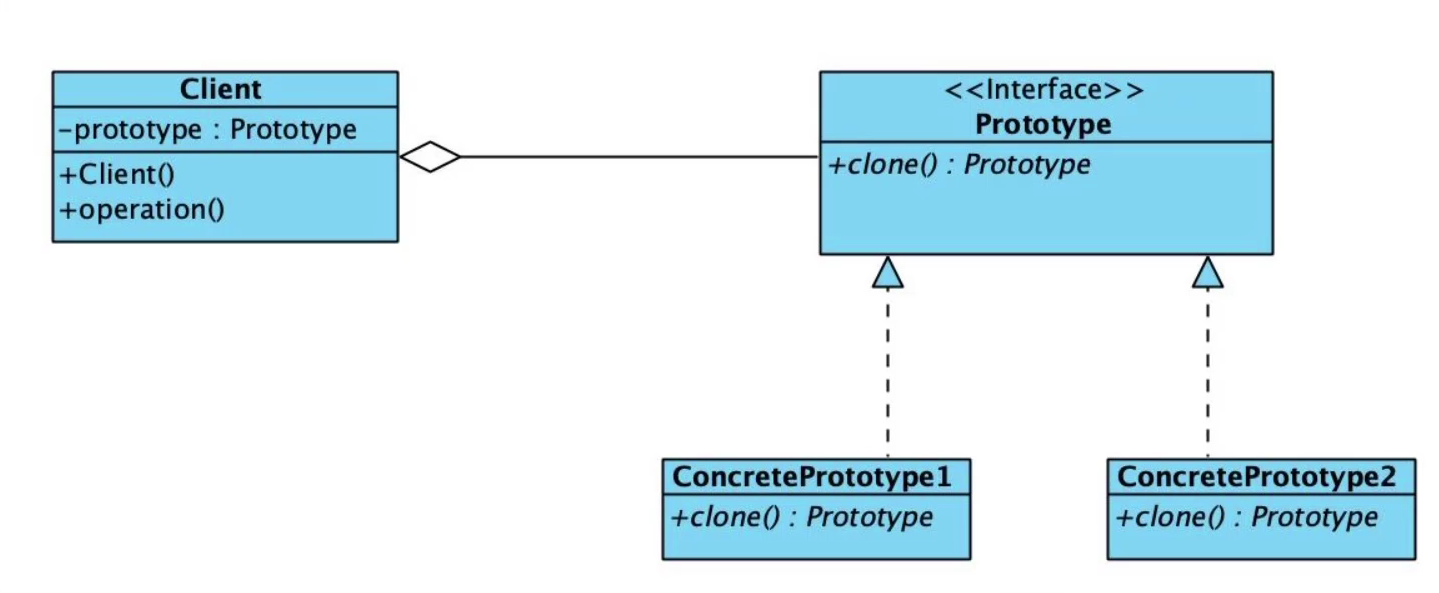 Client
-prototype : Prototype
+Client()
+operation()
<<Interface>>
Prototype
+clone() : Prototype
ConcretePrototype1
+clone() : Prototype
ConcretePrototype2
+clone() : Prototype